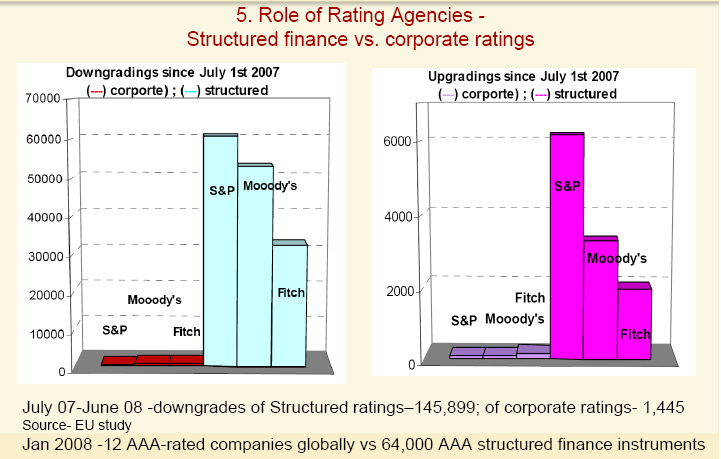 5. Role of Rating Agencies -
Structured finance vs. corporate ratings
Downgradings since July 1st 2007
(---) corporte) ; (---) structured
70000
60000
50000
40000
30000
20000
10000
0
S&P
Mooody's
Fitch
S&P
Mooody's
Fitch
Upgradings since July 1st 2007
(---) corporte) ; (---) structured
6000
4000
2000
0
S&P
Mooody's
Fitch
S&P
Mooody's
Fitch
July 07-June 08 -downgrades of Structured ratings–145,899; of corporate ratings- 1,445
Source- EU study
Jan 2008 -12 AAA-rated companies globally vs 64,000 AAA structured finance instruments